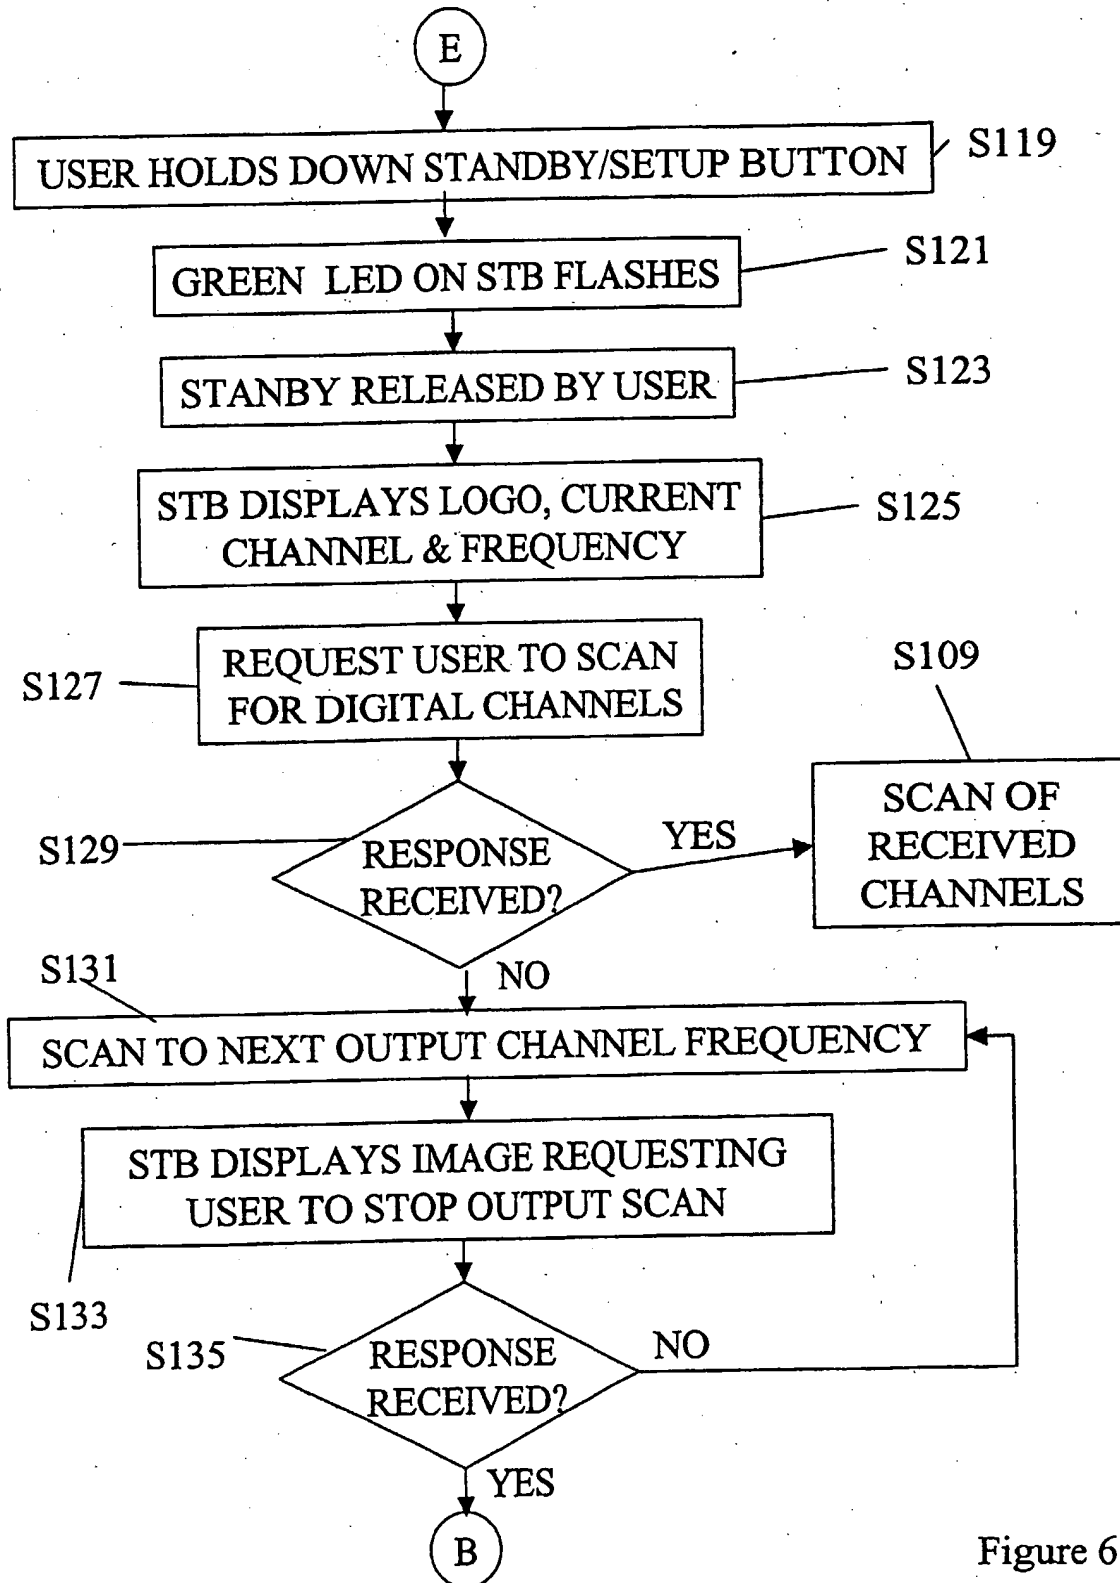 E
USER HOLDS DOWN STANDBY/SETUP BUTTON
S119
GREEN LED ON STB FLASHES
S121
STANBY RELEASED BY USER
S123
STB DISPLAYS LOGO, CURRENT
CHANNEL & FREQUENCY
S125
REQUEST USER TO SCAN
FOR DIGITAL CHANNELS
S127
S109
SCAN OF
RECEIVED
CHANNELS
S129
RESPONSE
RECEIVED?
YES
NO
S131
SCAN TO NEXT OUTPUT CHANNEL FREQUENCY
STB DISPLAYS IMAGE REQUESTING
USER TO STOP OUTPUT SCAN
S133
S135
RESPONSE
RECEIVED?
NO
YES
B
Figure 6